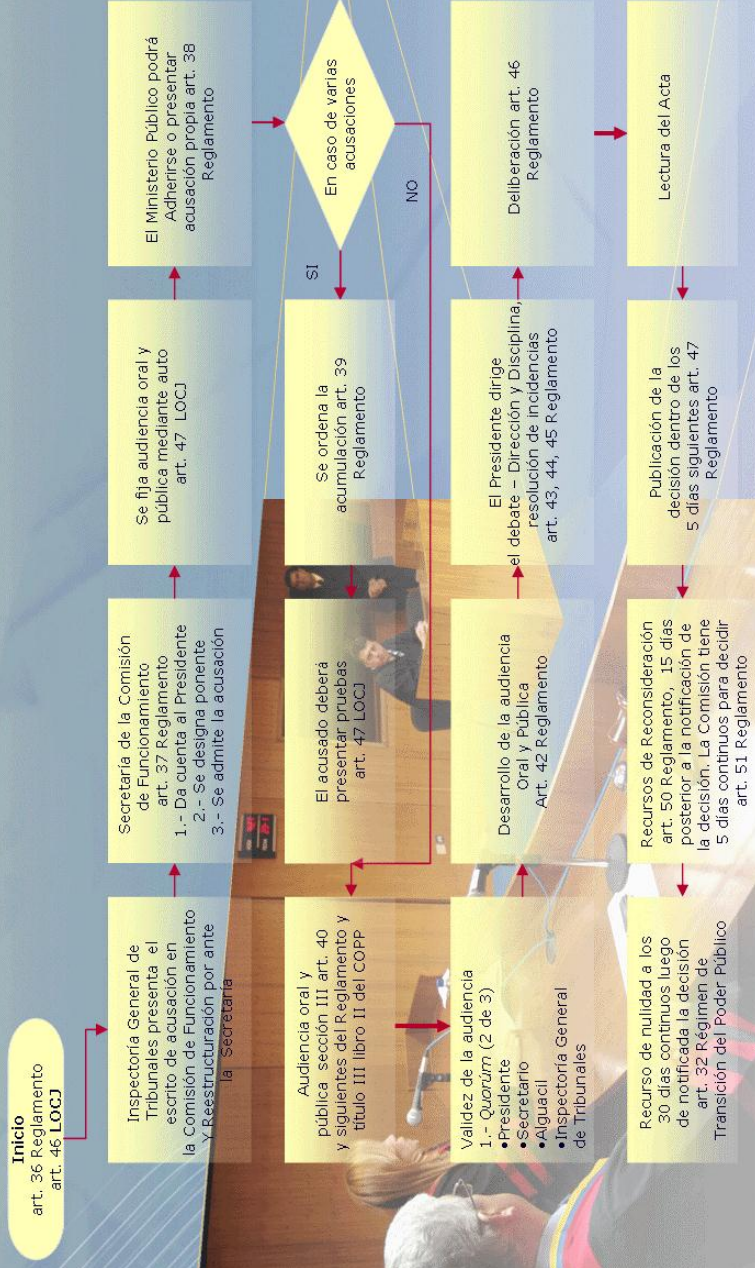 Inicio
art. 36 Reglamento
art. 46 LOCJ
Inspectoría General de
Tribunales presenta el
escrito de acusación en
la Comisión de Funcionamiento
Y Reestructuración por ante
la Secretaría
Secretaría de la Comisión
de Funcionamiento
art. 37 Reglamento
1.- Da cuenta al Presidente
2.- Se designa ponente
3.- Se admite la acusación
Se fija audiencia oral y
pública mediante auto
art. 47 LOCJ
El Ministerio Público podrá
Adherirse o presentar
acusación propia art. 38
Reglamento
En caso de varias
acusaciones
SI
NO
Se ordena la
acumulación art. 39
Reglamento
El acusado deberá
presentar pruebas
art. 47 LOCJ
Audiencia oral y
pública sección III art. 40
y siguientes del Reglamento y
título III libro II del COPP
Validez de la audiencia
1.- Quorúm (2 de 3)
•Presidente
•Secretario
•Alguacil
•Inspectoría General
de Tribunales
Desarrollo de la audiencia
Oral y Pública
Art. 42 Reglamento
El Presidente dirige
el debate – Dirección y Disciplina,
resolución de incidencias
art. 43, 44, 45 Reglamento
Deliberación art. 46
Reglamento
Lectura del Acta
Publicación de la
decisión dentro de los
5 días siguientes art. 47
Reglamento
Recursos de Reconsideración
art. 50 Reglamento, 15 días
posterior a la notificación de
la decisión. La Comisión tiene
5 días continuos para decidir
art. 51 Reglamento
Recurso de nulidad a los
30 días continuos luego
de notificada la decisión
art. 32 Régimen de
Transición del Poder Público